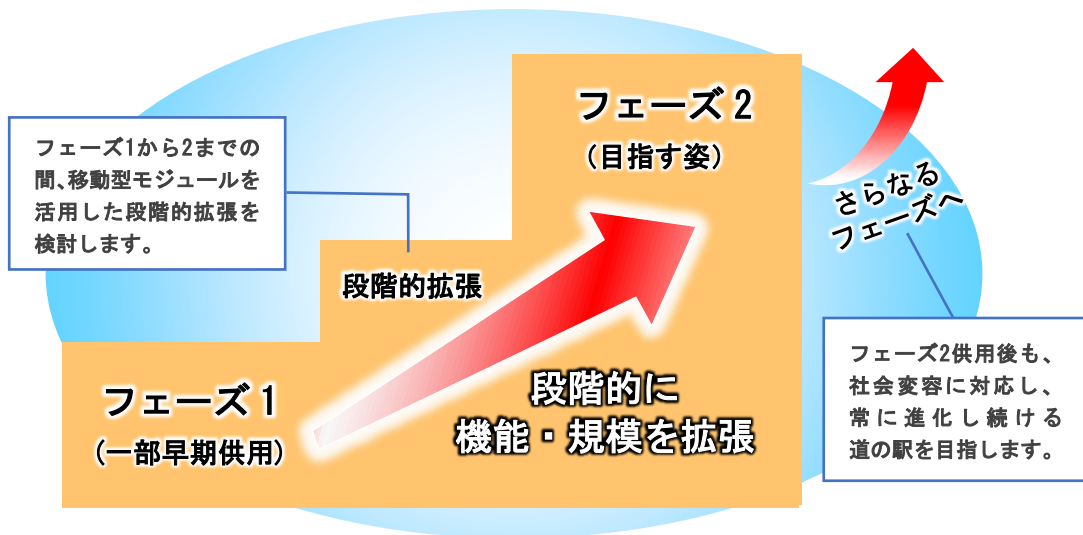 フェーズ2
(目指す姿)
フェーズ1から2までの
間、移動型モジュールを
活用した段階的拡張を
検討します。
さらなる
フェーズへ
段階的拡張
フェーズ2供用後も、
社会変容に対応し、
常に進化し続ける
道の駅を目指します。
フェーズ1
(一部早期供用)
段階的に
機能・規模を拡張